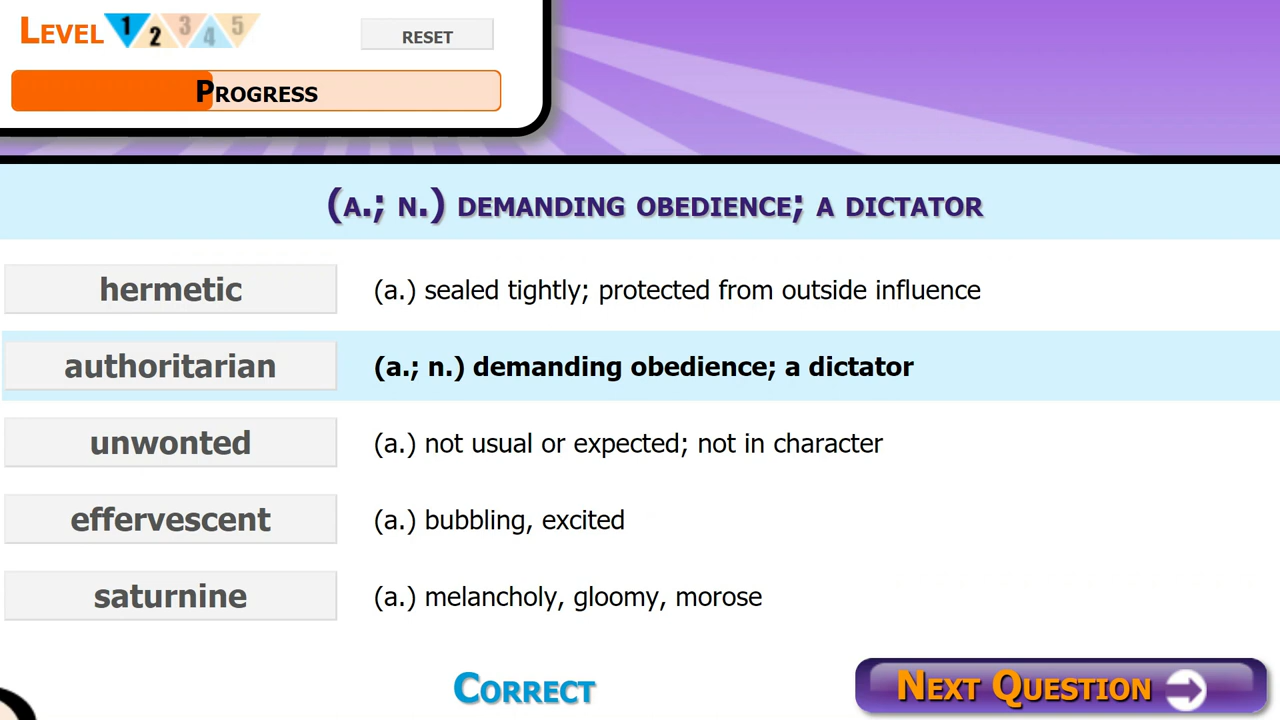 LEVEL 1 2 3 4 5
RESET
PROGRESS
(A.; N.) DEMANDING OBEDIENCE; A DICTATOR
hermetic (a.) sealed tightly; protected from outside influence
authoritarian (a.; n.) demanding obedience; a dictator
unwonted (a.) not usual or expected; not in character
effervescent (a.) bubbling, excited
saturnine (a.) melancholy, gloomy, morose
CORRECT
NEXT QUESTION